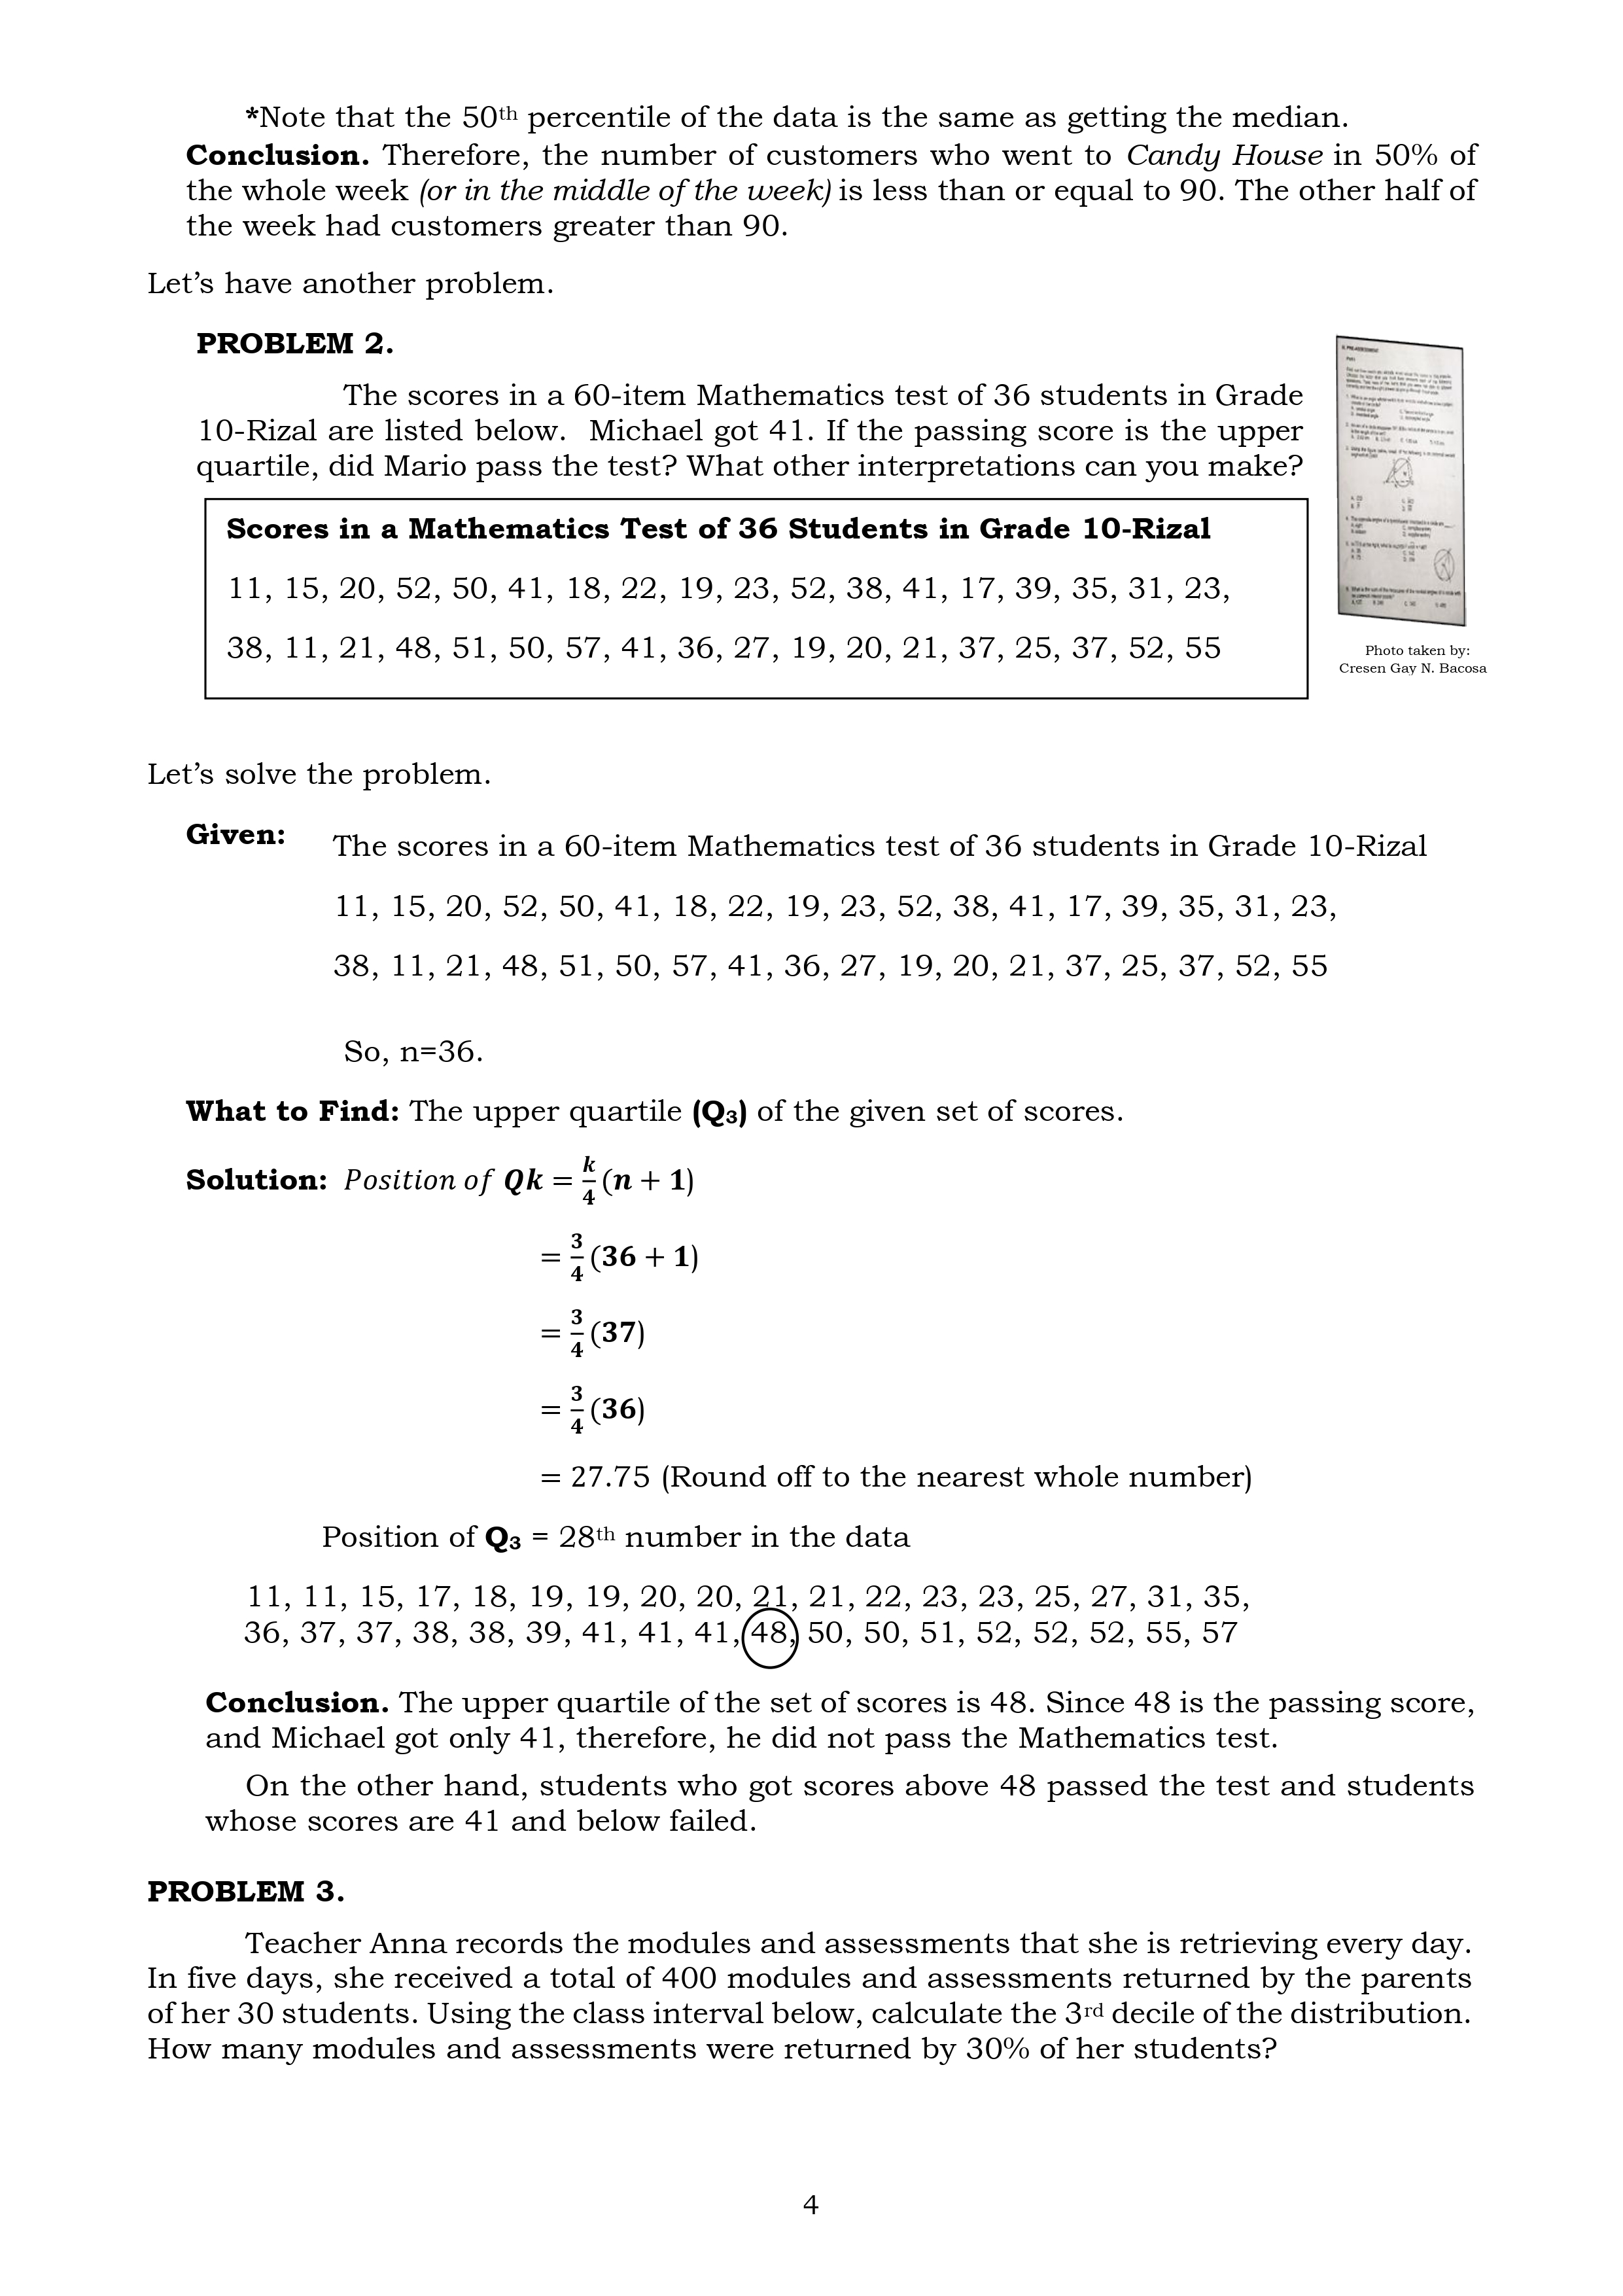 *Note that the 50th percentile of the data is the same as getting the median.
Conclusion. Therefore, the number of customers who went to Candy House in 50% of
the whole week (or in the middle of the week) is less than or equal to 90. The other half of
the week had customers greater than 90.
Let's have another problem.
PROBLEM 2.
The scores in a 60-item Mathematics test of 36 students in Grade
10-Rizal are listed below. Michael got 41. If the passing score is the upper
quartile, did Mario pass the test? What other interpretations can you make?
Scores in a Mathematics Test of 36 Students in Grade 10-Rizal
11, 15, 20, 52, 50, 41, 18, 22, 19, 23, 52, 38, 41, 17, 39, 35, 31, 23,
38, 11, 21, 48, 51, 50, 57, 41, 36, 27, 19, 20, 21, 37, 25, 37, 52, 55
Photo taken by:
Cresen Gay N. Bacosa
Let's solve the problem.
Given: The scores in a 60-item Mathematics test of 36 students in Grade 10-Rizal
11, 15, 20, 52, 50, 41, 18, 22, 19, 23, 52, 38, 41, 17, 39, 35, 31, 23,
38, 11, 21, 48, 51, 50, 57, 41, 36, 27, 19, 20, 21, 37, 25, 37, 52, 55
So, n=36.
What to Find: The upper quartile (Q₃) of the given set of scores.
Solution: Position of Qk = k/4 (n + 1)
= 3/4 (36 + 1)
= 3/4 (37)
= 3/4 (36)
= 27.75 (Round off to the nearest whole number)
Position of Q₃ = 28th number in the data
11, 11, 15, 17, 18, 19, 19, 20, 20, 21, 21, 22, 23, 23, 25, 27, 31, 35,
36, 37, 37, 38, 38, 39, 41, 41, 41, 48, 50, 50, 51, 52, 52, 52, 55, 57
Conclusion. The upper quartile of the set of scores is 48. Since 48 is the passing score,
and Michael got only 41, therefore, he did not pass the Mathematics test.
On the other hand, students who got scores above 48 passed the test and students
whose scores are 41 and below failed.
PROBLEM 3.
Teacher Anna records the modules and assessments that she is retrieving every day.
In five days, she received a total of 400 modules and assessments returned by the parents
of her 30 students. Using the class interval below, calculate the 3rd decile of the distribution.
How many modules and assessments were returned by 30% of her students?
4